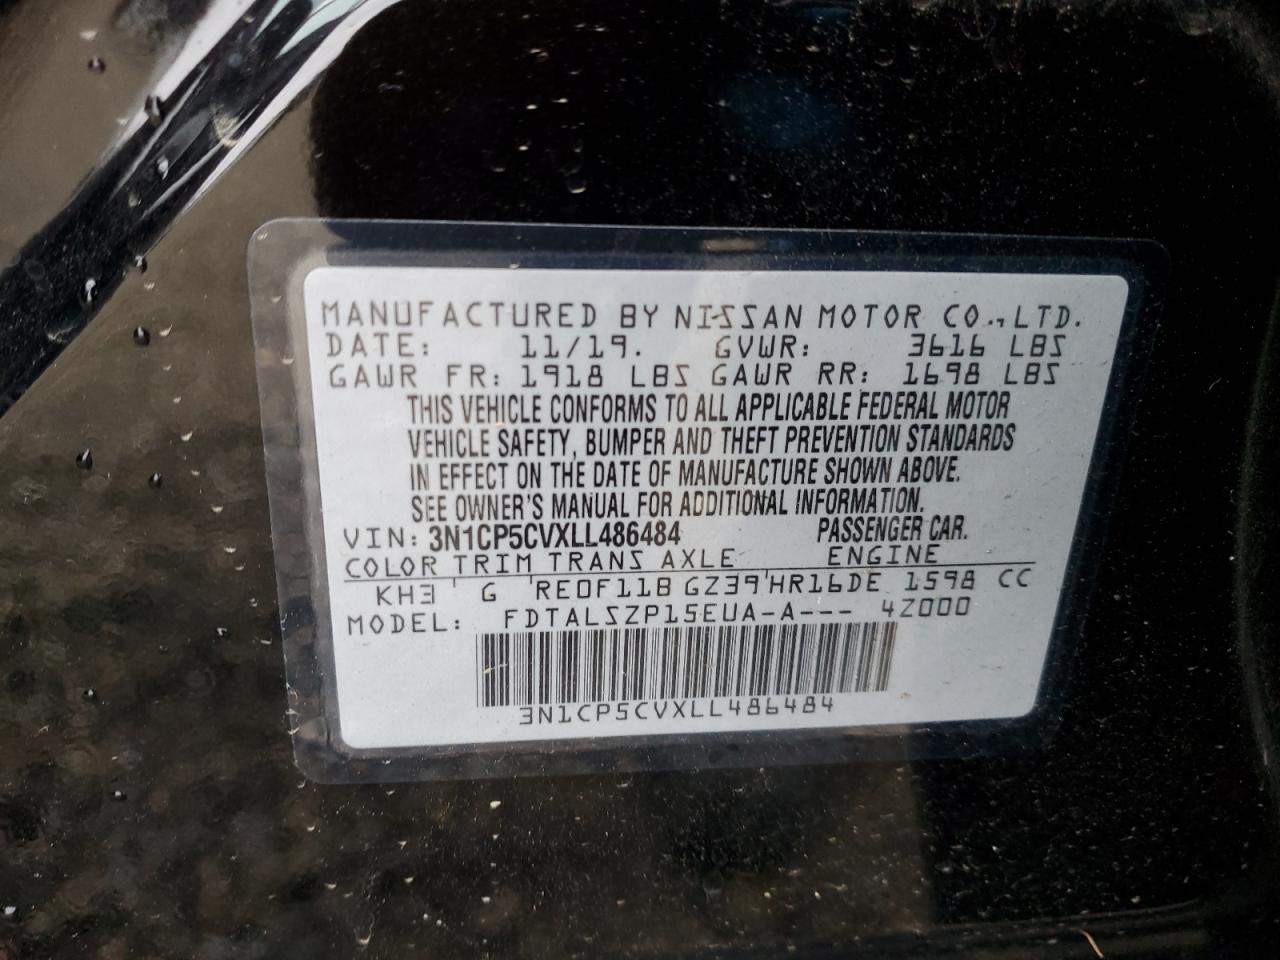 MANUFACTURED BY NISSAN MOTOR CO., LTD.
DATE: 11/19. GVWR: 3616 LBS
GAWR FR: 1918 LBS GAWR RR: 1698 LBS
THIS VEHICLE CONFORMS TO ALL APPLICABLE FEDERAL MOTOR
VEHICLE SAFETY, BUMPER AND THEFT PREVENTION STANDARDS
IN EFFECT ON THE DATE OF MANUFACTURE SHOWN ABOVE.
SEE OWNER'S MANUAL FOR ADDITIONAL INFORMATION.
VIN: 3N1CP5CVXLL486484 PASSENGER CAR.
COLOR TRIM TRANS AXLE ENGINE
KH3 G RE0F11B GZ39 HR16DE 1598 CC
MODEL: FDTALSZP15EUA-A--- 4Z000
3N1CP5CVXLL486484